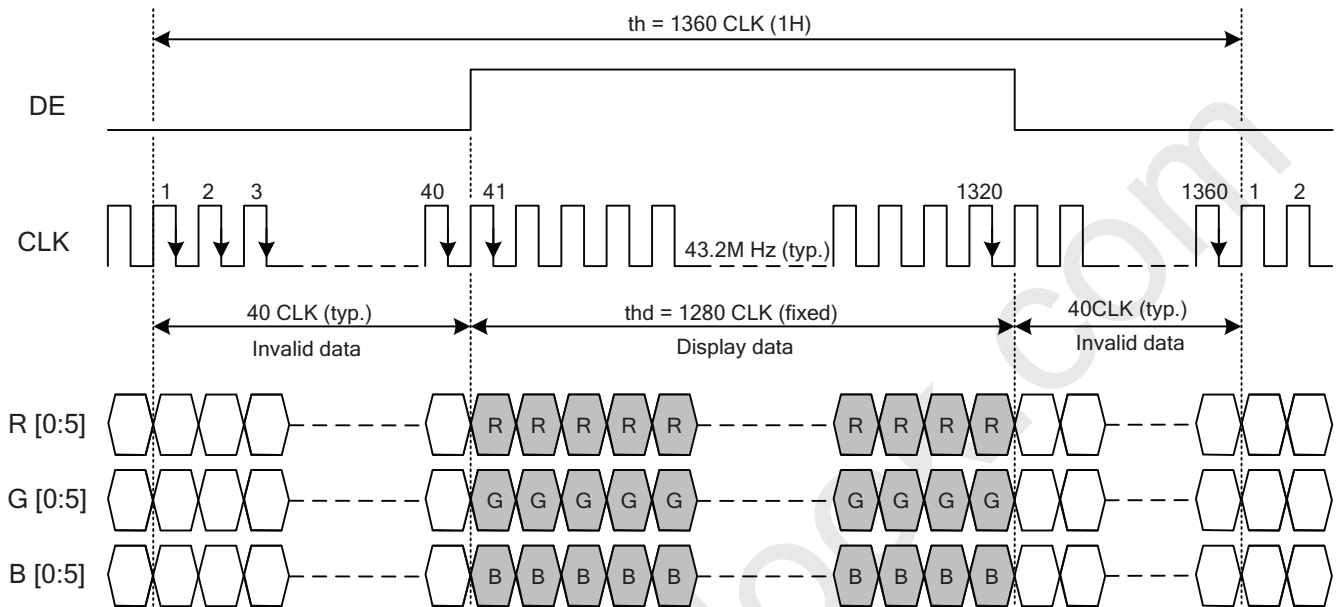 th = 1360 CLK (1H)
DE
1 2 3 40 41 1320 1360 1 2
CLK
43.2M Hz (typ.)
40 CLK (typ.) thd = 1280 CLK (fixed) 40CLK (typ.)
Invalid data Display data Invalid data
R [0:5] R R R R R R R R R
G [0:5] G G G G G G G G G
B [0:5] B B B B B B B B B